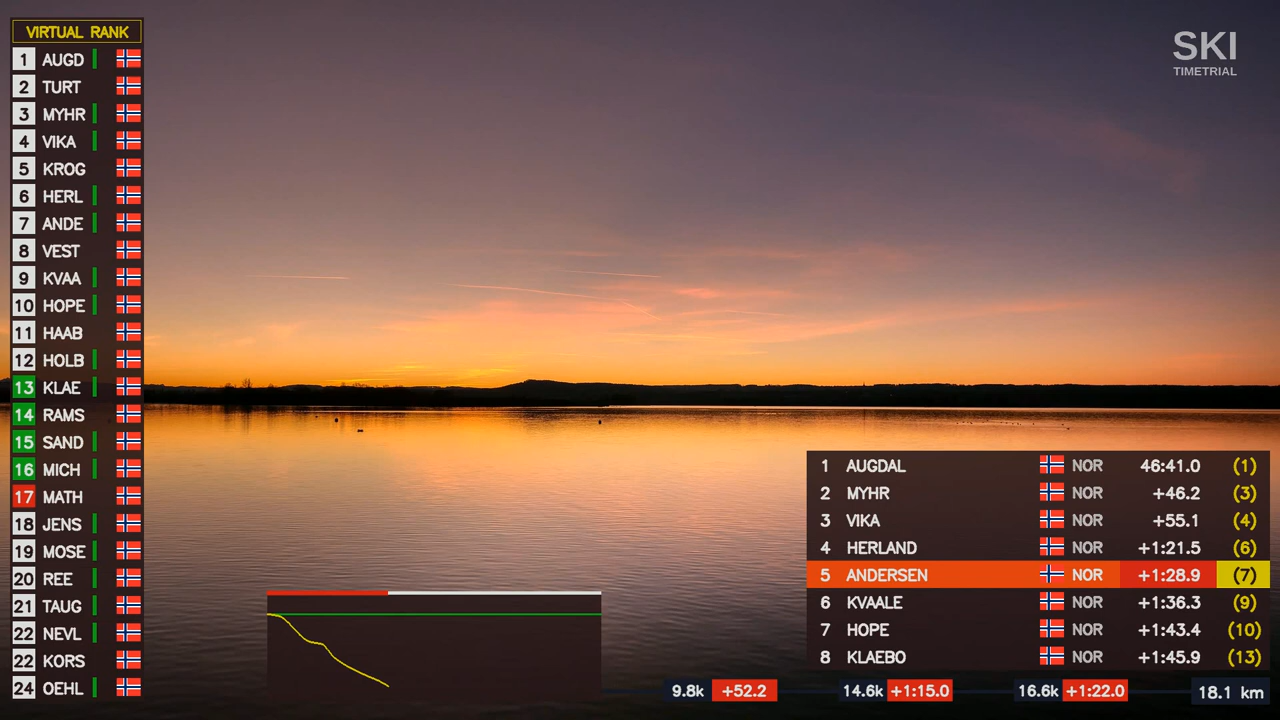 VIRTUAL RANK
1 AUGD
2 TURT
3 MYHR
4 VIKA
5 KROG
6 HERL
7 ANDE
8 VEST
9 KVAA
10 HOPE
11 HAAB
12 HOLB
13 KLAE
14 RAMS
15 SAND
16 MICH
17 MATH
18 JENS
19 MOSE
20 REE
21 TAUG
22 NEVL
22 KORS
24 OEHL
SKI
TIMETRIAL
1 AUGDAL NOR 46:41.0 (1)
2 MYHR NOR +46.2 (3)
3 VIKA NOR +55.1 (4)
4 HERLAND NOR +1:21.5 (6)
5 ANDERSEN NOR +1:28.9 (7)
6 KVAALE NOR +1:36.3 (9)
7 HOPE NOR +1:43.4 (10)
8 KLAEBO NOR +1:45.9 (13)
9.8k +52.2 14.6k +1:15.0 16.6k +1:22.0 18.1 km